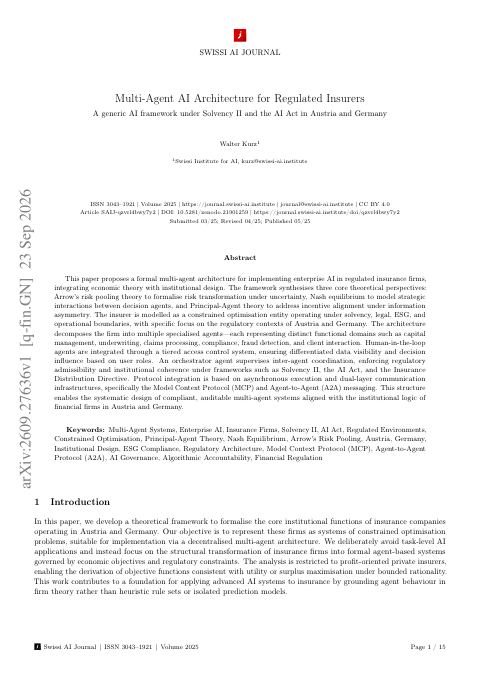 SWISSI AI JOURNAL
Multi-Agent AI Architecture for Regulated Insurers
A generic AI framework under Solvency II and the AI Act in Austria and Germany
Walter Kurz¹
¹Swissi Institute for AI, kurz@swissi-ai.institute
ISSN 3043–1921 | Volume 2025 | https://journal.swissi-ai.institute | journal@swissi-ai.institute | CC BY 4.0
Article SAIJ-qzvrl4bwy7y2 | DOI: 10.5281/zenodo.21901259 | https://journal.swissi-ai.institute/doi/qzvrl4bwy7y2
Submitted 03/25, Revised 04/25; Published 05/25
Abstract
This paper proposes a formal multi-agent architecture for implementing enterprise AI in regulated insurance firms,
integrating economic theory with institutional design. The framework synthesises three core theoretical perspectives:
Arrow's risk pooling theory to formalise risk transformation under uncertainty, Nash equilibrium to model strategic
interactions between decision agents, and Principal-Agent theory to address incentive alignment under information
asymmetry. The insurer is modelled as a constrained optimisation entity operating under solvency, legal, ESG, and
operational boundaries, with specific focus on the regulatory contexts of Austria and Germany. The architecture
decomposes the firm into multiple specialised agents—each representing distinct functional domains such as capital
management, underwriting, claims processing, compliance, fraud detection, and client interaction. Human-in-the-loop
agents are integrated through a tiered access control system, ensuring differentiated data visibility and decision
influence based on user roles. An orchestrator agent supervises inter-agent coordination, enforcing regulatory
admissibility and institutional coherence under frameworks such as Solvency II, the AI Act, and the Insurance
Distribution Directive. Protocol integration is based on asynchronous execution and dual-layer communication
infrastructures, specifically the Model Context Protocol (MCP) and Agent-to-Agent (A2A) messaging. This structure
enables the systematic design of compliant, auditable multi-agent systems aligned with the institutional logic of
financial firms in Austria and Germany.
Keywords: Multi-Agent Systems, Enterprise AI, Insurance Firms, Solvency II, AI Act, Regulated Environments,
Constrained Optimisation, Principal-Agent Theory, Nash Equilibrium, Arrow's Risk Pooling, Austria, Germany,
Institutional Design, ESG Compliance, Regulatory Architecture, Model Context Protocol (MCP), Agent-to-Agent
Protocol (A2A), AI Governance, Algorithmic Accountability, Financial Regulation
arXiv:2609.27636v1 [q-fin.GN] 23 Sep 2026
1 Introduction
In this paper, we develop a theoretical framework to formalise the core institutional functions of insurance companies
operating in Austria and Germany. Our objective is to represent these firms as systems of constrained optimisation
problems, suitable for implementation via a decentralised multi-agent architecture. We deliberately avoid task-level AI
applications and instead focus on the structural transformation of insurance firms into formal agent-based systems
governed by economic objectives and regulatory constraints. The analysis is restricted to profit-oriented private insurers,
enabling the derivation of objective functions consistent with utility or surplus maximisation under bounded rationality.
This work contributes to a foundation for applying advanced AI systems to insurance by grounding agent behaviour in
firm theory rather than heuristic rule sets or isolated prediction models.
Swissi AI Journal | ISSN 3043–1921 | Volume 2025
Page 1 / 15